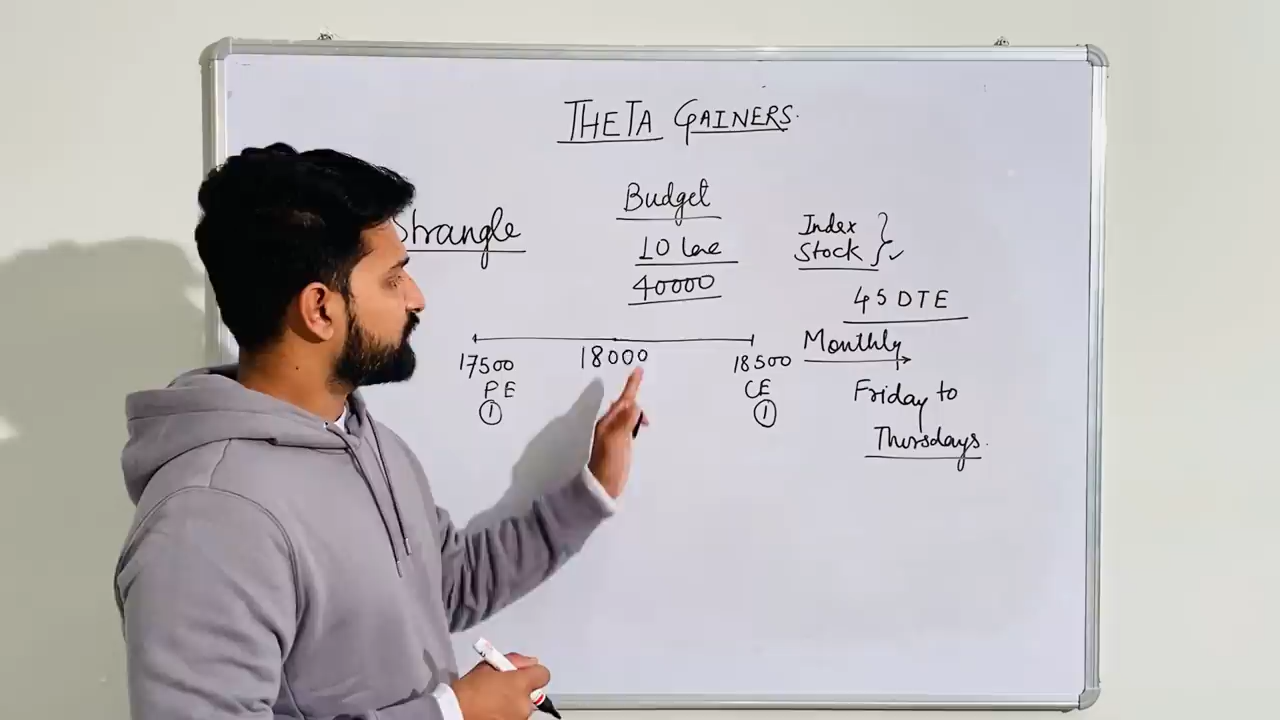 THETA GAINERS.
Strangle
Budget
10 lac
40000
Index
Stock
45 DTE
Monthly
Friday to
Thursdays.
17500 18000 18500
PE CE
1 1